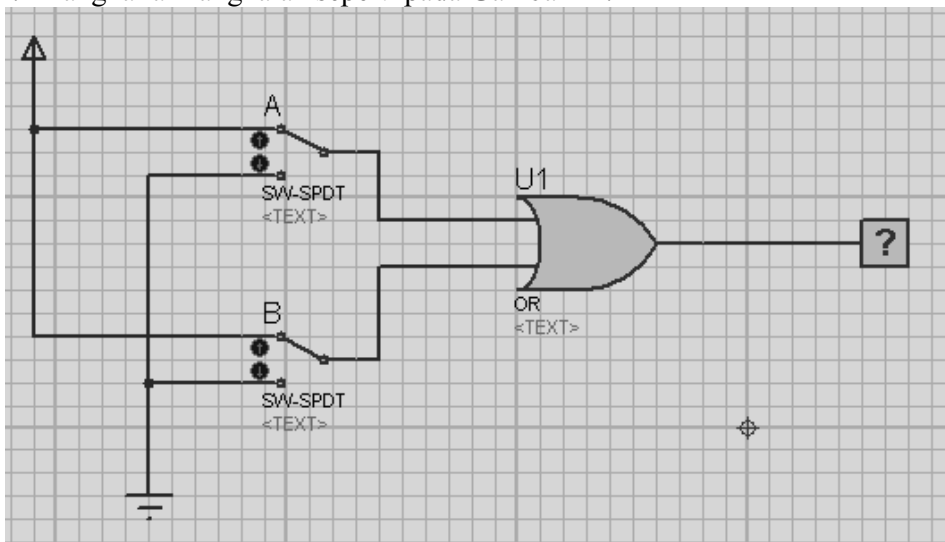 A
SW-SPDT
<TEXT>
U1
?
OR
<TEXT>
B
SW-SPDT
<TEXT>